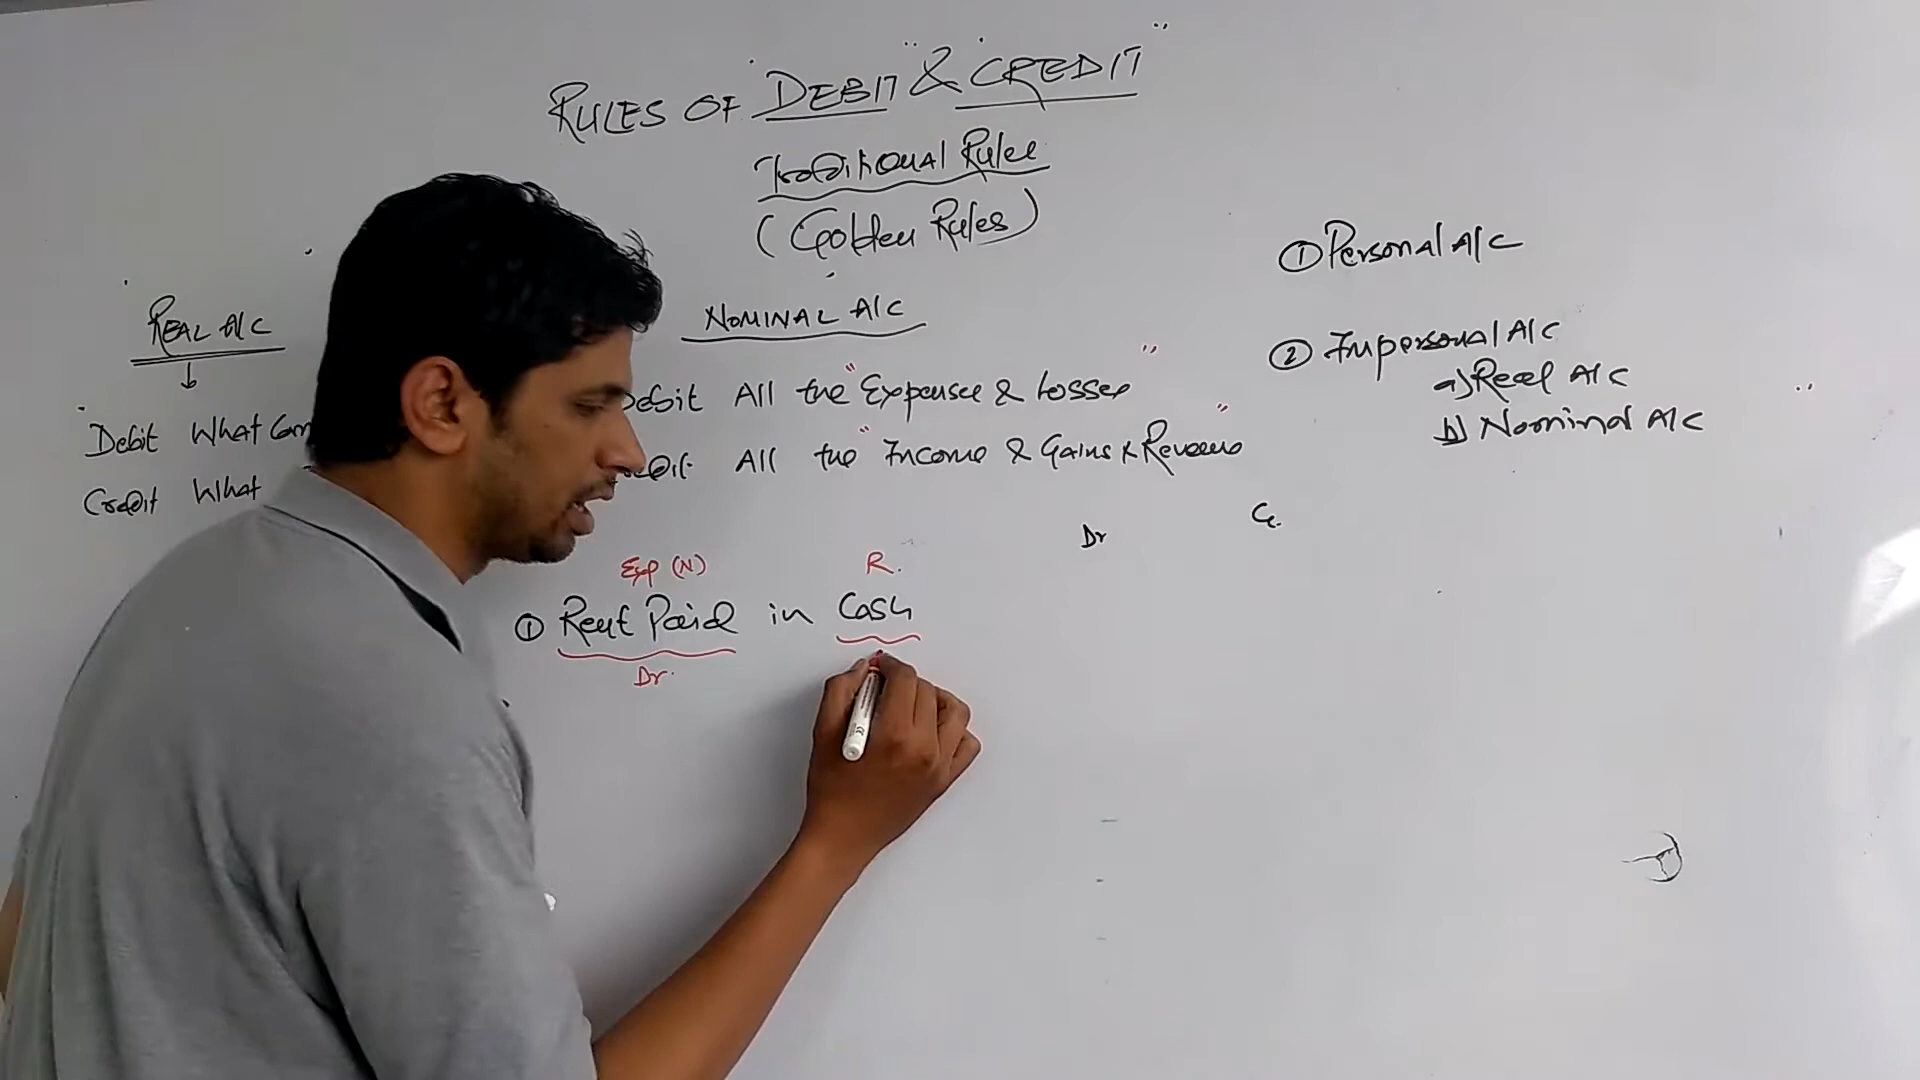 RULES OF "DEBIT" & "CREDIT"
Traditional Rules
(Golden Rules)
REAL A/C
Debit What Com
Credit What
NOMINAL A/C
Debit All the "Expenses & Losses"
Credit All the "Income & Gains & Revenue"
① Personal A/C
② Impersonal A/C
a) Real A/C
b) Nominal A/C
Dr Cr.
Exp (N) R.
① Rent Paid in Cash
Dr.